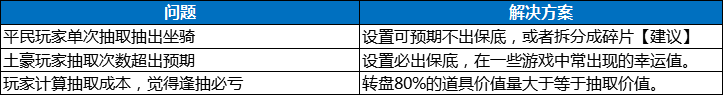 问题 解决方案
平民玩家单次抽取抽出坐骑 设置可预期不出保底，或者拆分成碎片【建议】
土豪玩家抽取次数超出预期 设置必出保底，在一些游戏中常出现的幸运值。
玩家计算抽取成本，觉得逢抽必亏 转盘80%的道具价值量大于等于抽取价值。